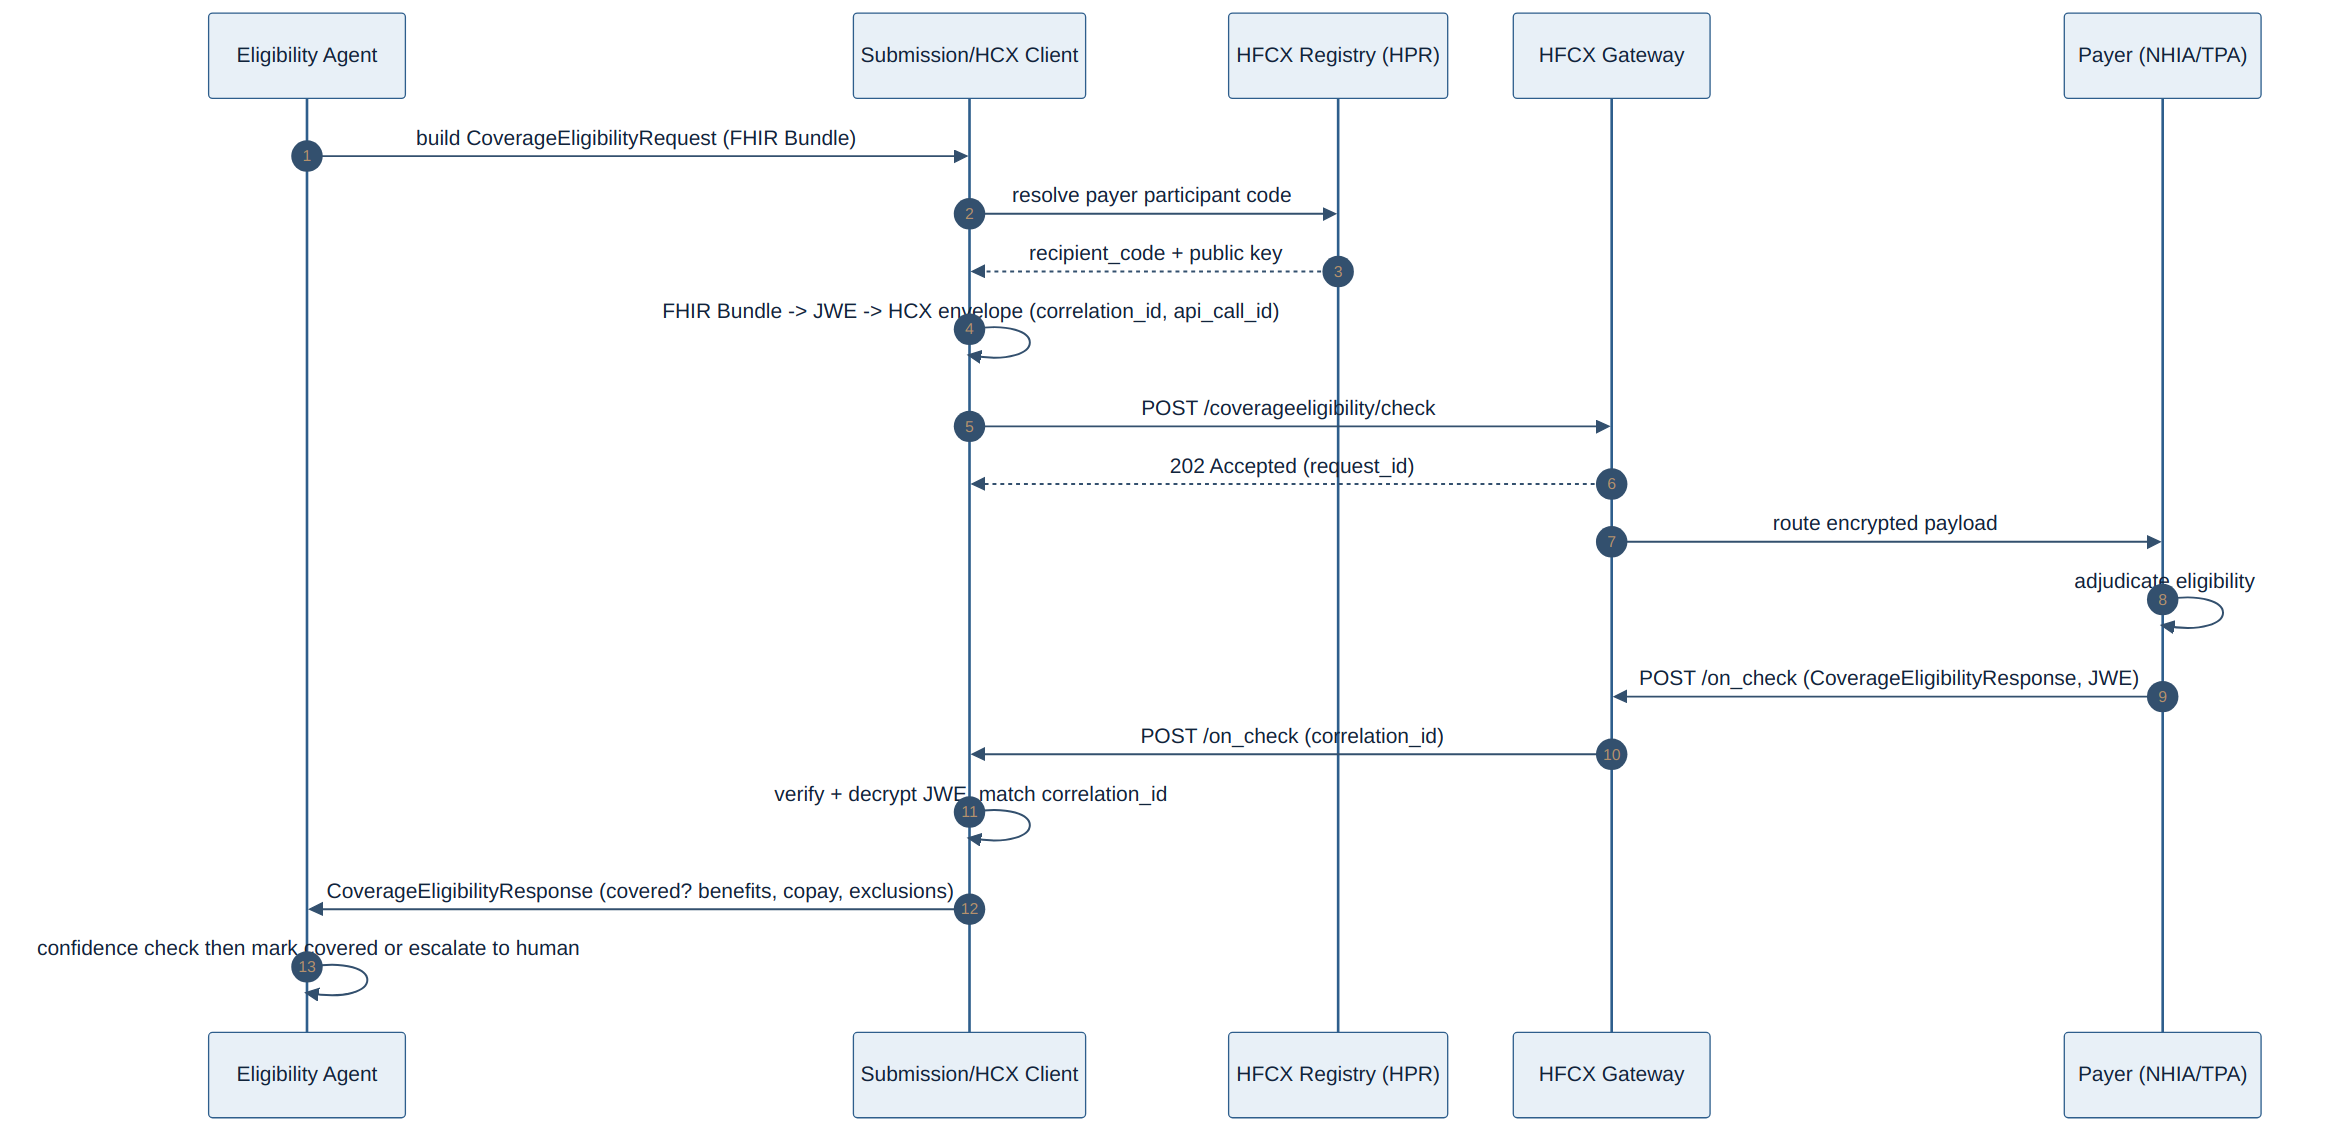 Eligibility Agent
Submission/HCX Client
HFCX Registry (HPR)
HFCX Gateway
Payer (NHIA/TPA)
build CoverageEligibilityRequest (FHIR Bundle)
1
resolve payer participant code
2
recipient_code + public key
3
FHIR Bundle -> JWE -> HCX envelope (correlation_id, api_call_id)
4
POST /coverageeligibility/check
5
202 Accepted (request_id)
6
route encrypted payload
7
adjudicate eligibility
8
POST /on_check (CoverageEligibilityResponse, JWE)
9
POST /on_check (correlation_id)
10
verify + decrypt JWE, match correlation_id
11
CoverageEligibilityResponse (covered? benefits, copay, exclusions)
12
confidence check then mark covered or escalate to human
13
Eligibility Agent
Submission/HCX Client
HFCX Registry (HPR)
HFCX Gateway
Payer (NHIA/TPA)